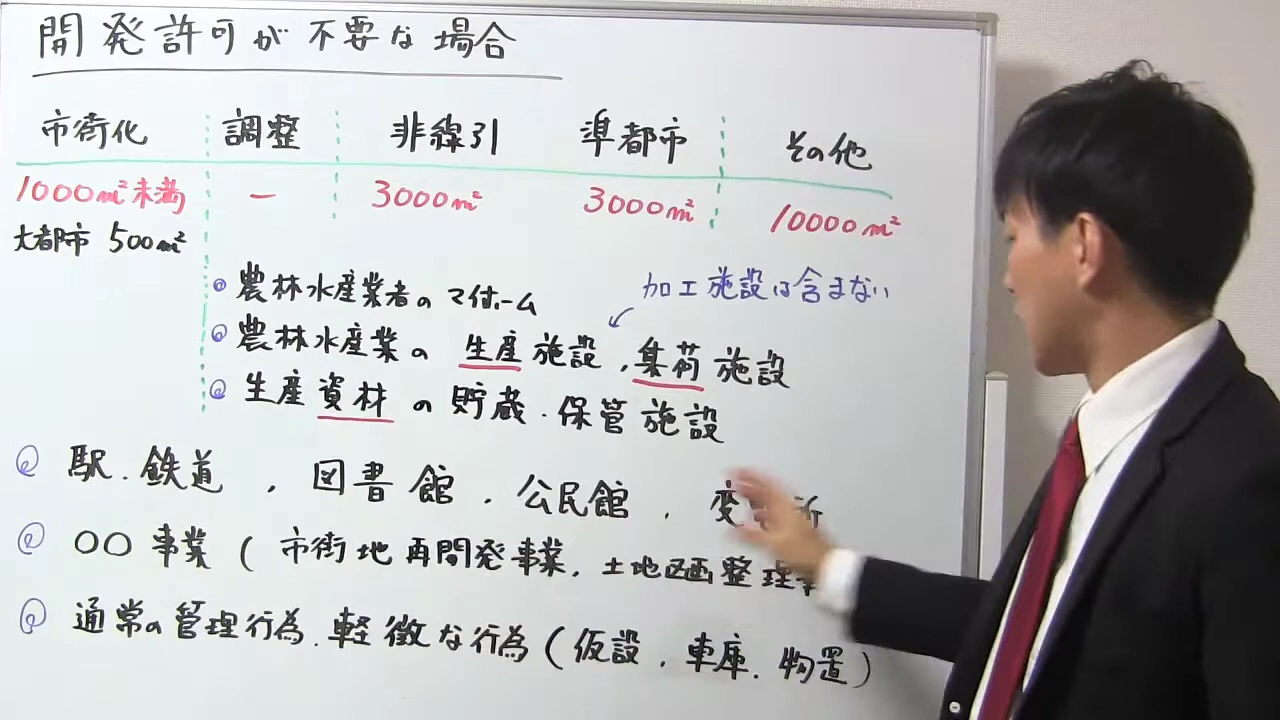 開発許可が不要な場合
市街化 調整 非線引 準都市 その他
1000m²未満 ー 3000m² 3000m² 10000m²
大都市 500m²
加工施設は含まない
農林水産業者のマイホーム
農林水産業の 生産施設,集荷施設
生産資材の貯蔵・保管施設
駅.鉄道 , 図書館 . 公民館 . 変 所
〇〇事業(市街地再開発事業,土地区画整理
通常の管理行為.軽微な行為(仮設.車庫.物置)